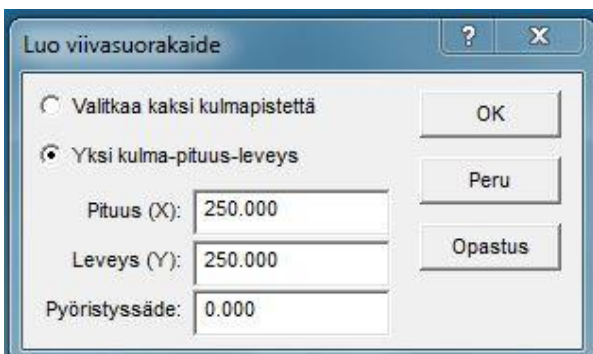 Luo viivasuorakaide
Valitkaa kaksi kulmapistettä
OK
Yksi kulma-pituus-leveys
Peru
Pituus (X): 250.000
Leveys (Y): 250.000
Opastus
Pyöristyssäde: 0.000